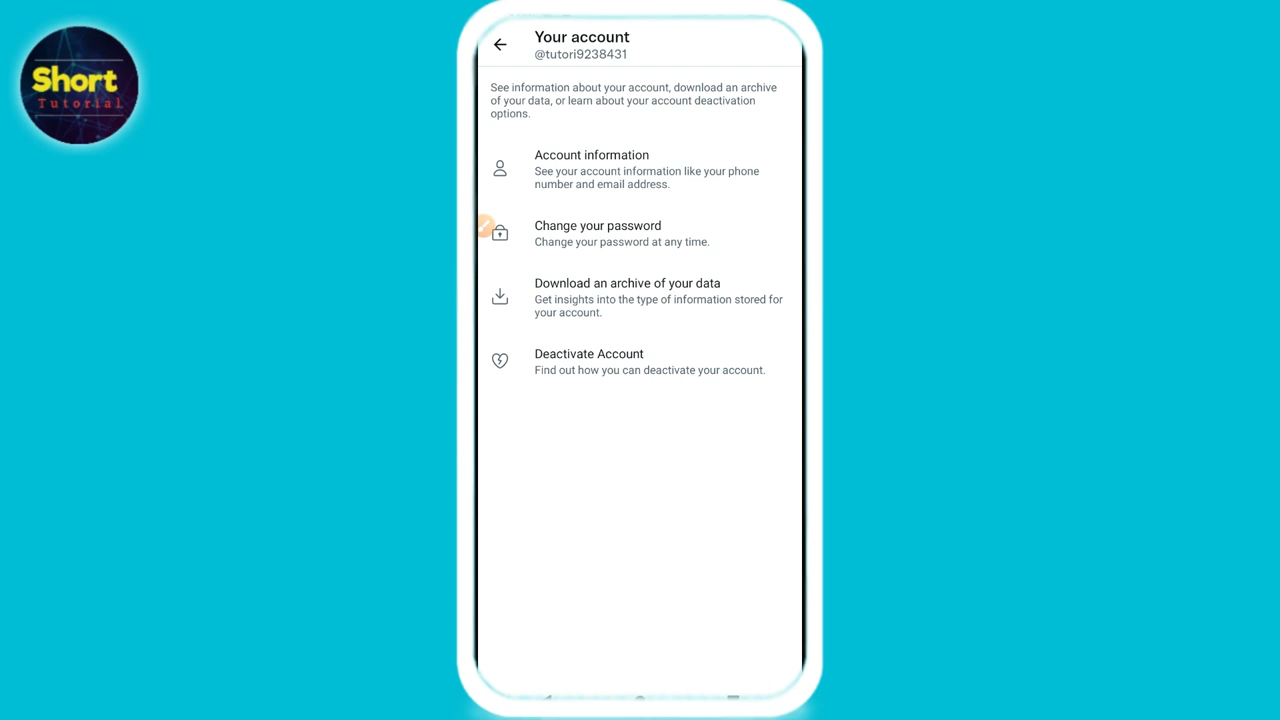 Short
Tutorial
Your account
@tutori9238431
See information about your account, download an archive
of your data, or learn about your account deactivation
options.
Account information
See your account information like your phone
number and email address.
Change your password
Change your password at any time.
Download an archive of your data
Get insights into the type of information stored for
your account.
Deactivate Account
Find out how you can deactivate your account.